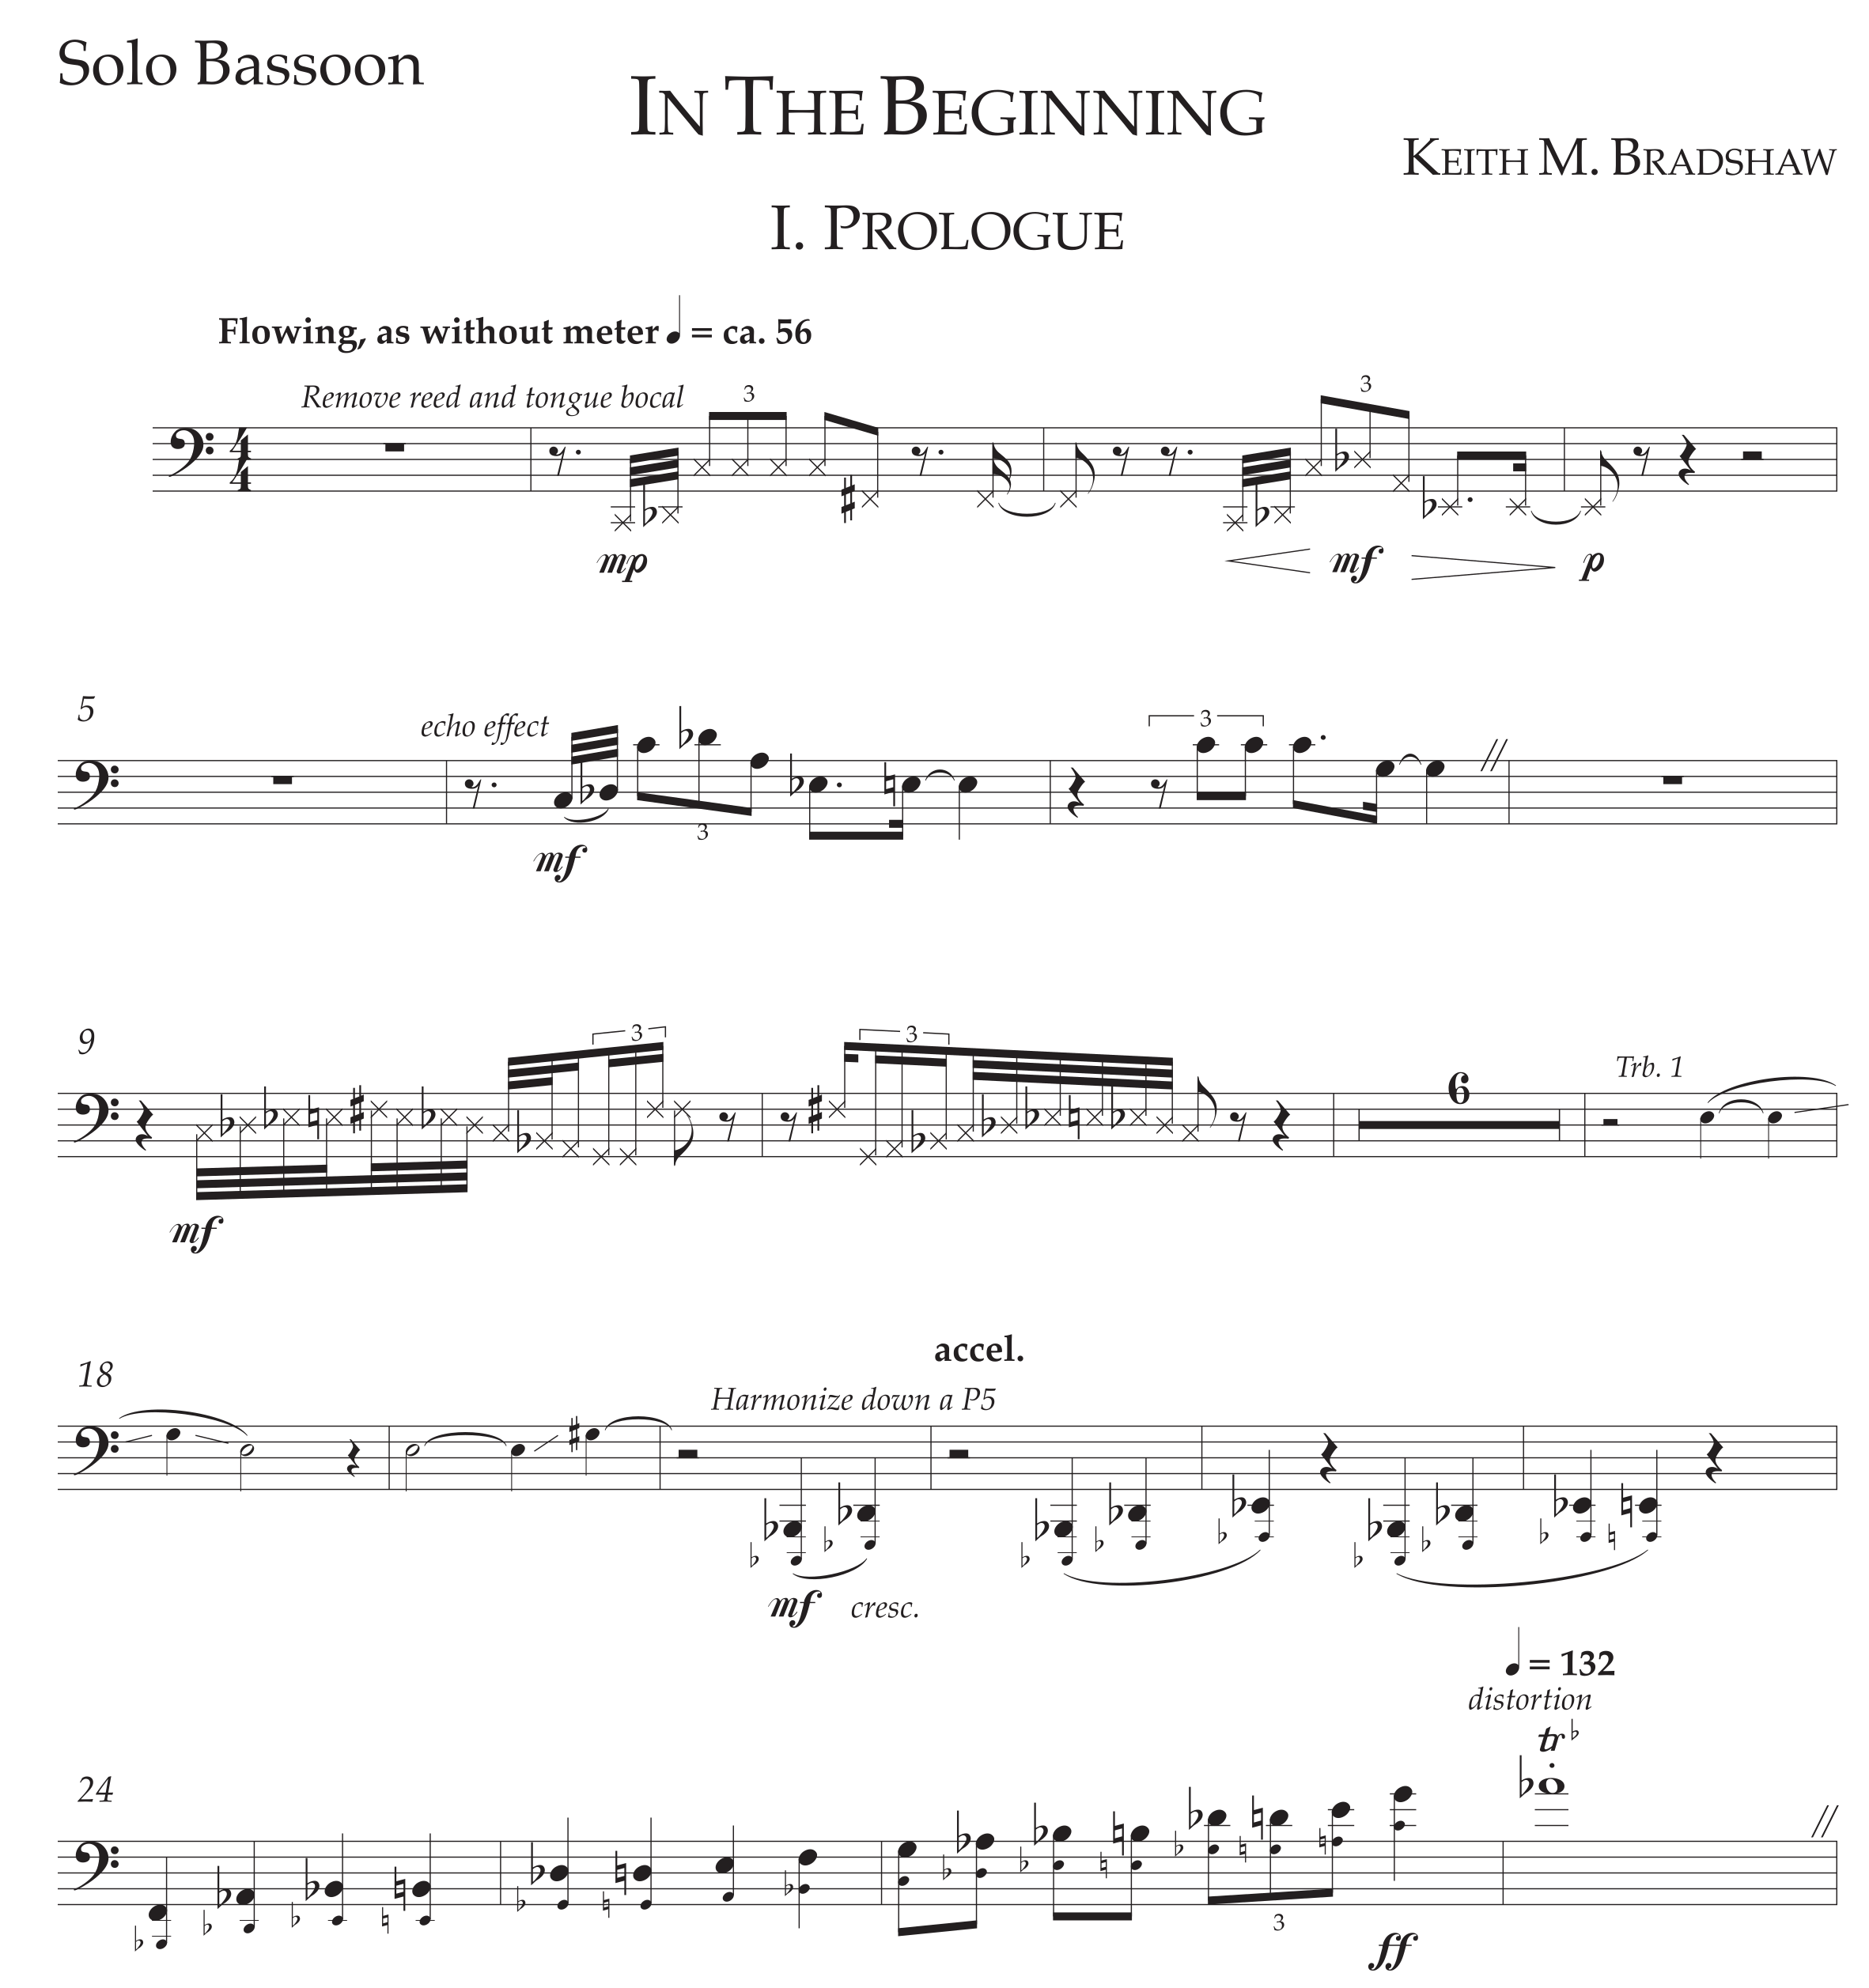 Solo Bassoon
IN THE BEGINNING
KEITH M. BRADSHAW
I. PROLOGUE
Flowing, as without meter ♩ = ca. 56
Remove reed and tongue bocal
3
3
4
4
mp
mf
p
5
echo effect
3
3
mf
9
3
3
6
Trb. 1
mf
accel.
18
Harmonize down a P5
mf cresc.
♩ = 132
distortion
tr ♭
24
3
ff